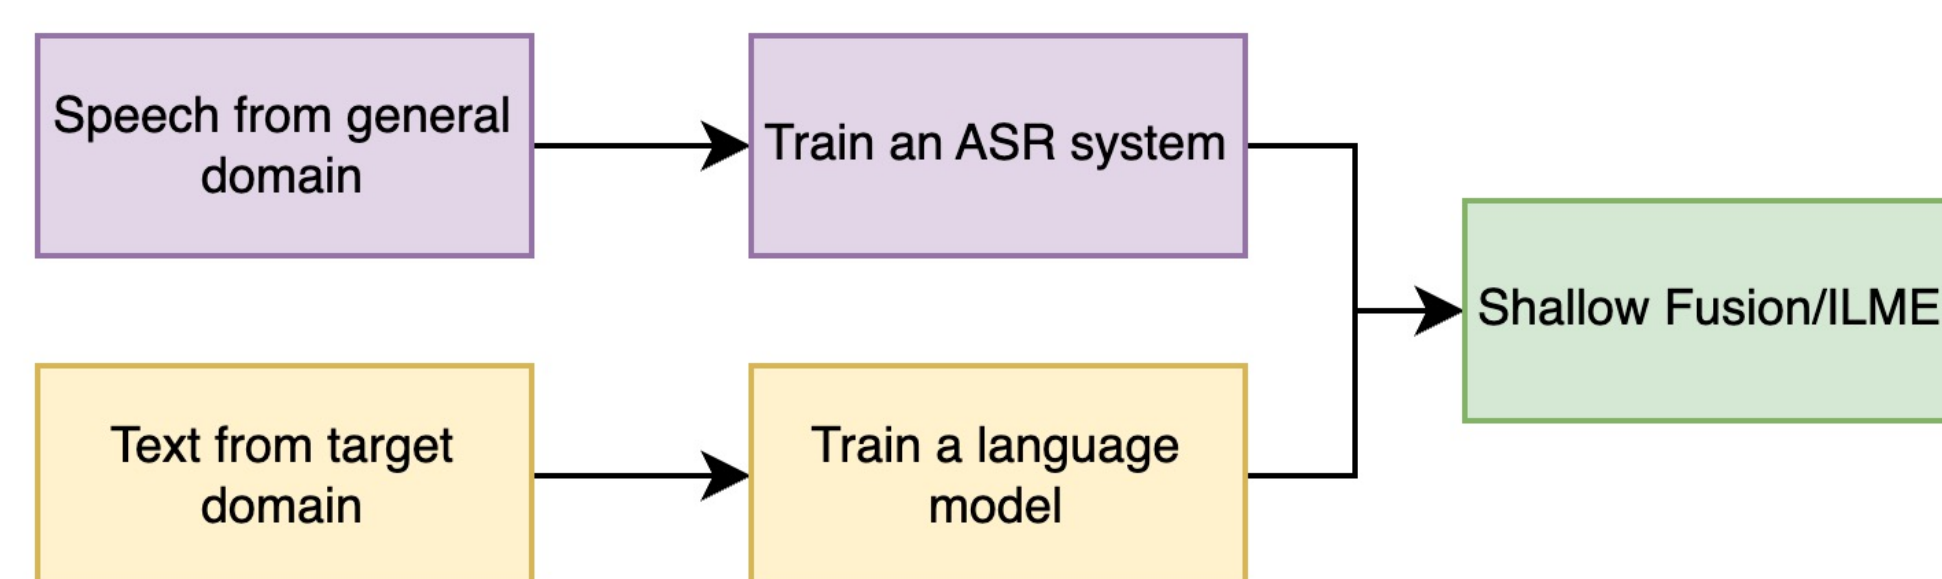 Speech from general
domain
Train an ASR system
Shallow Fusion/ILME
Text from target
domain
Train a language
model